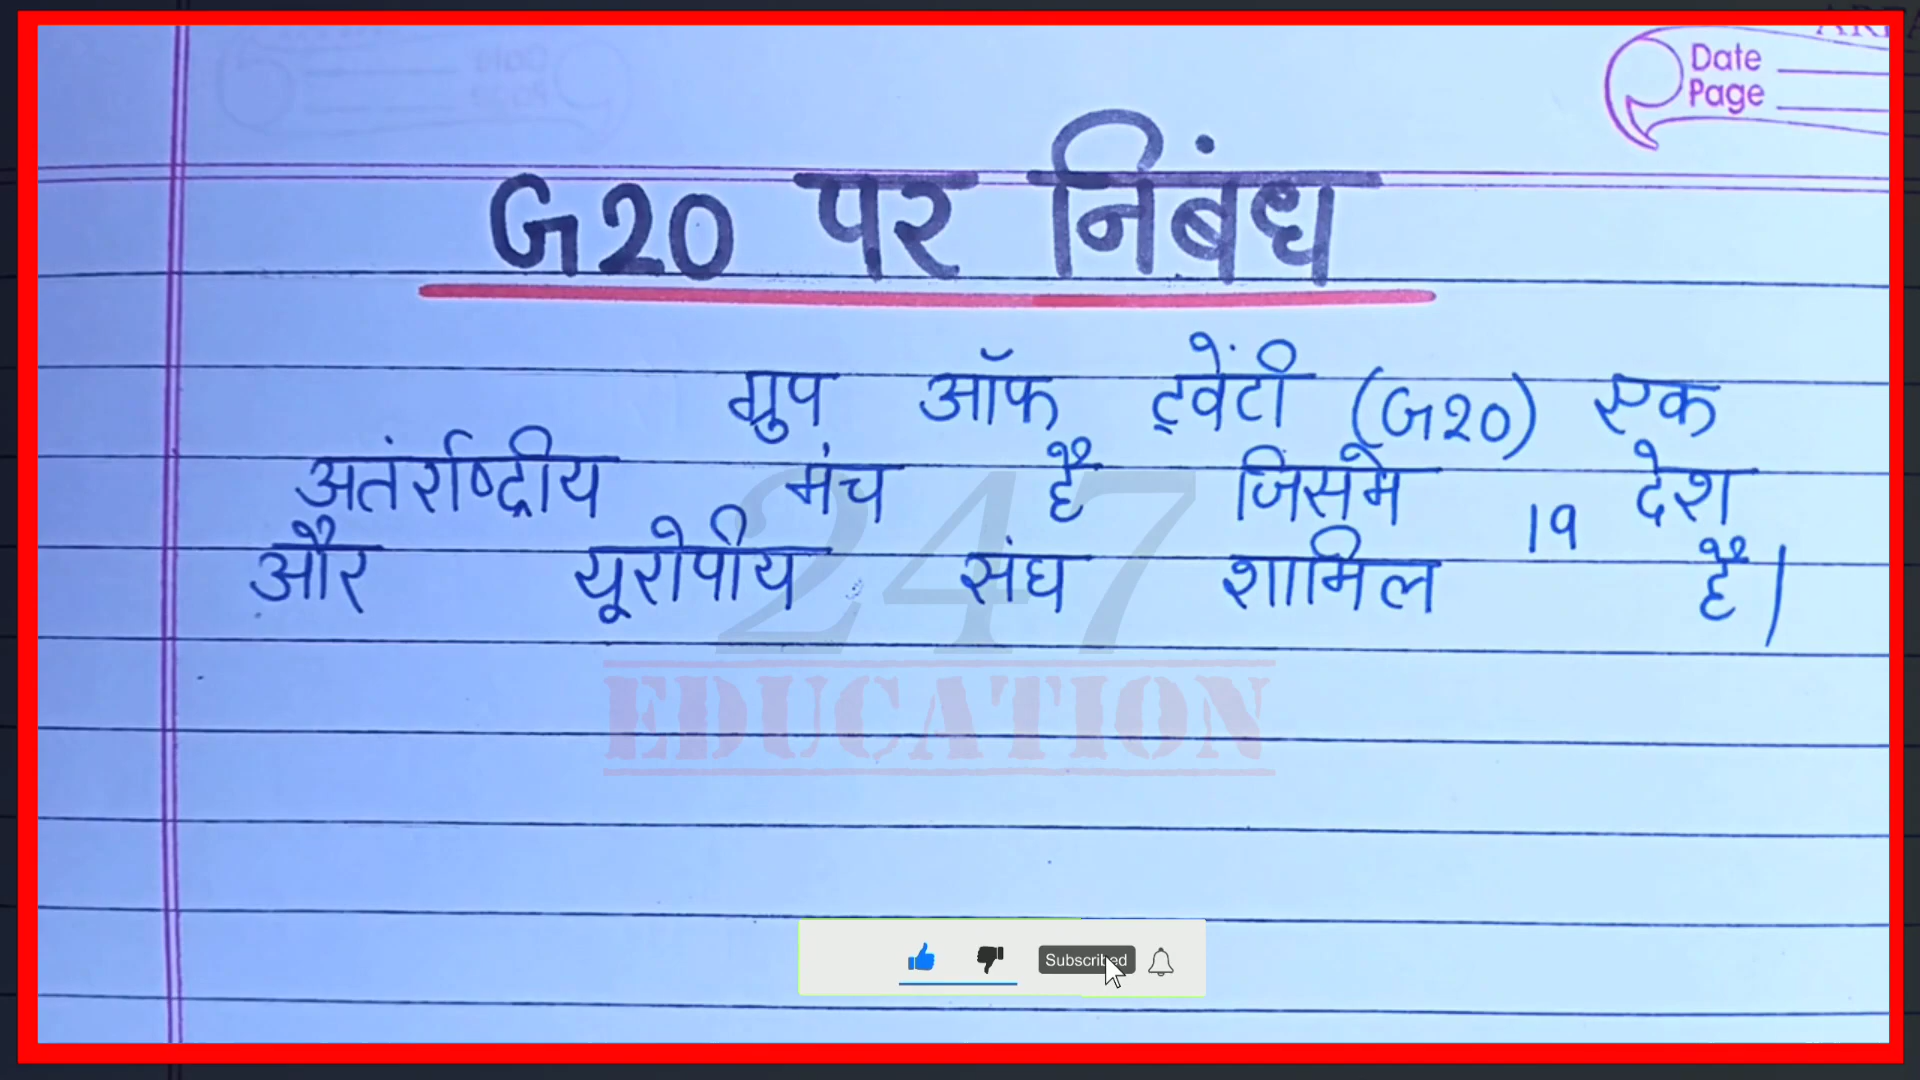 Date
Page
G20 पर निबंध
ग्रुप ऑफ ट्वेंटी (G20) एक
अतंर्राष्ट्रीय मंच है जिसमे 19 देश
और यूरोपीय संघ शामिल है।
247
EDUCATION
Subscribed